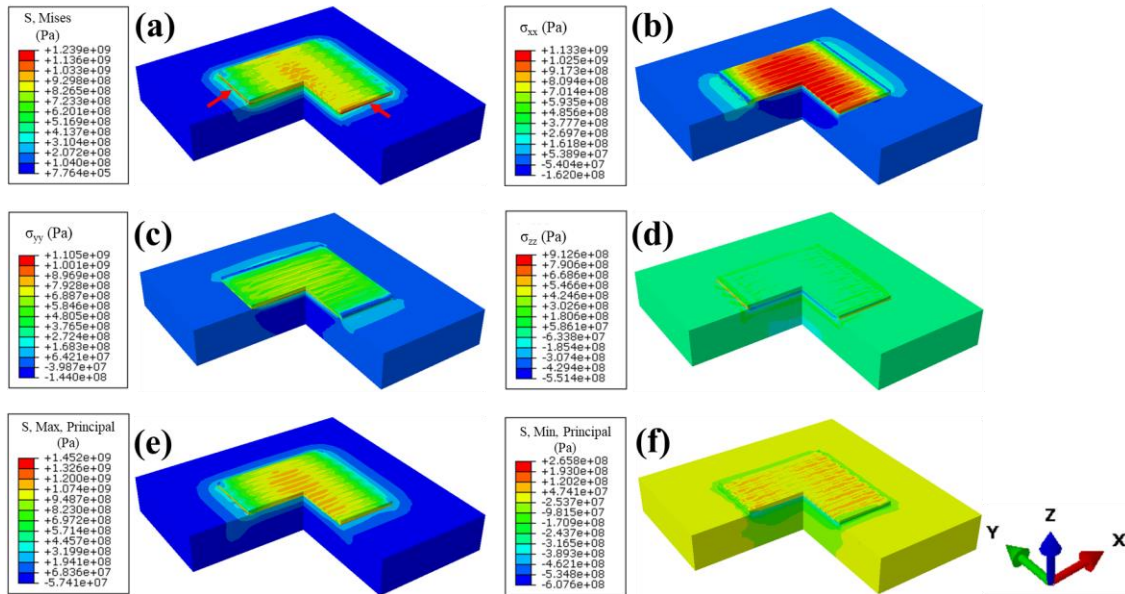 S, Mises
(Pa)
+1.239e+09
+1.136e+09
+1.033e+09
+9.298e+08
+8.265e+08
+7.233e+08
+6.201e+08
+5.169e+08
+4.137e+08
+3.104e+08
+2.072e+08
+1.040e+08
+7.764e+05
(a)
σxx (Pa)
+1.133e+09
+1.025e+09
+9.173e+08
+8.094e+08
+7.014e+08
+5.935e+08
+4.856e+08
+3.777e+08
+2.697e+08
+1.618e+08
+5.389e+07
-5.404e+07
-1.620e+08
(b)
σyy (Pa)
+1.105e+09
+1.001e+09
+8.969e+08
+7.928e+08
+6.887e+08
+5.846e+08
+4.805e+08
+3.765e+08
+2.724e+08
+1.683e+08
+6.421e+07
-3.987e+07
-1.440e+08
(c)
σzz (Pa)
+9.126e+08
+7.906e+08
+6.686e+08
+5.466e+08
+4.246e+08
+3.026e+08
+1.806e+08
+5.861e+07
-6.338e+07
-1.854e+08
-3.074e+08
-4.294e+08
-5.514e+08
(d)
S, Max, Principal
(Pa)
+1.452e+09
+1.326e+09
+1.200e+09
+1.074e+09
+9.487e+08
+8.230e+08
+6.972e+08
+5.714e+08
+4.457e+08
+3.199e+08
+1.941e+08
+6.836e+07
-5.741e+07
(e)
S, Min, Principal
(Pa)
+2.658e+08
+1.930e+08
+1.202e+08
+4.741e+07
-2.537e+07
-9.815e+07
-1.709e+08
-2.437e+08
-3.165e+08
-3.893e+08
-4.621e+08
-5.348e+08
-6.076e+08
(f)
Y
Z
X